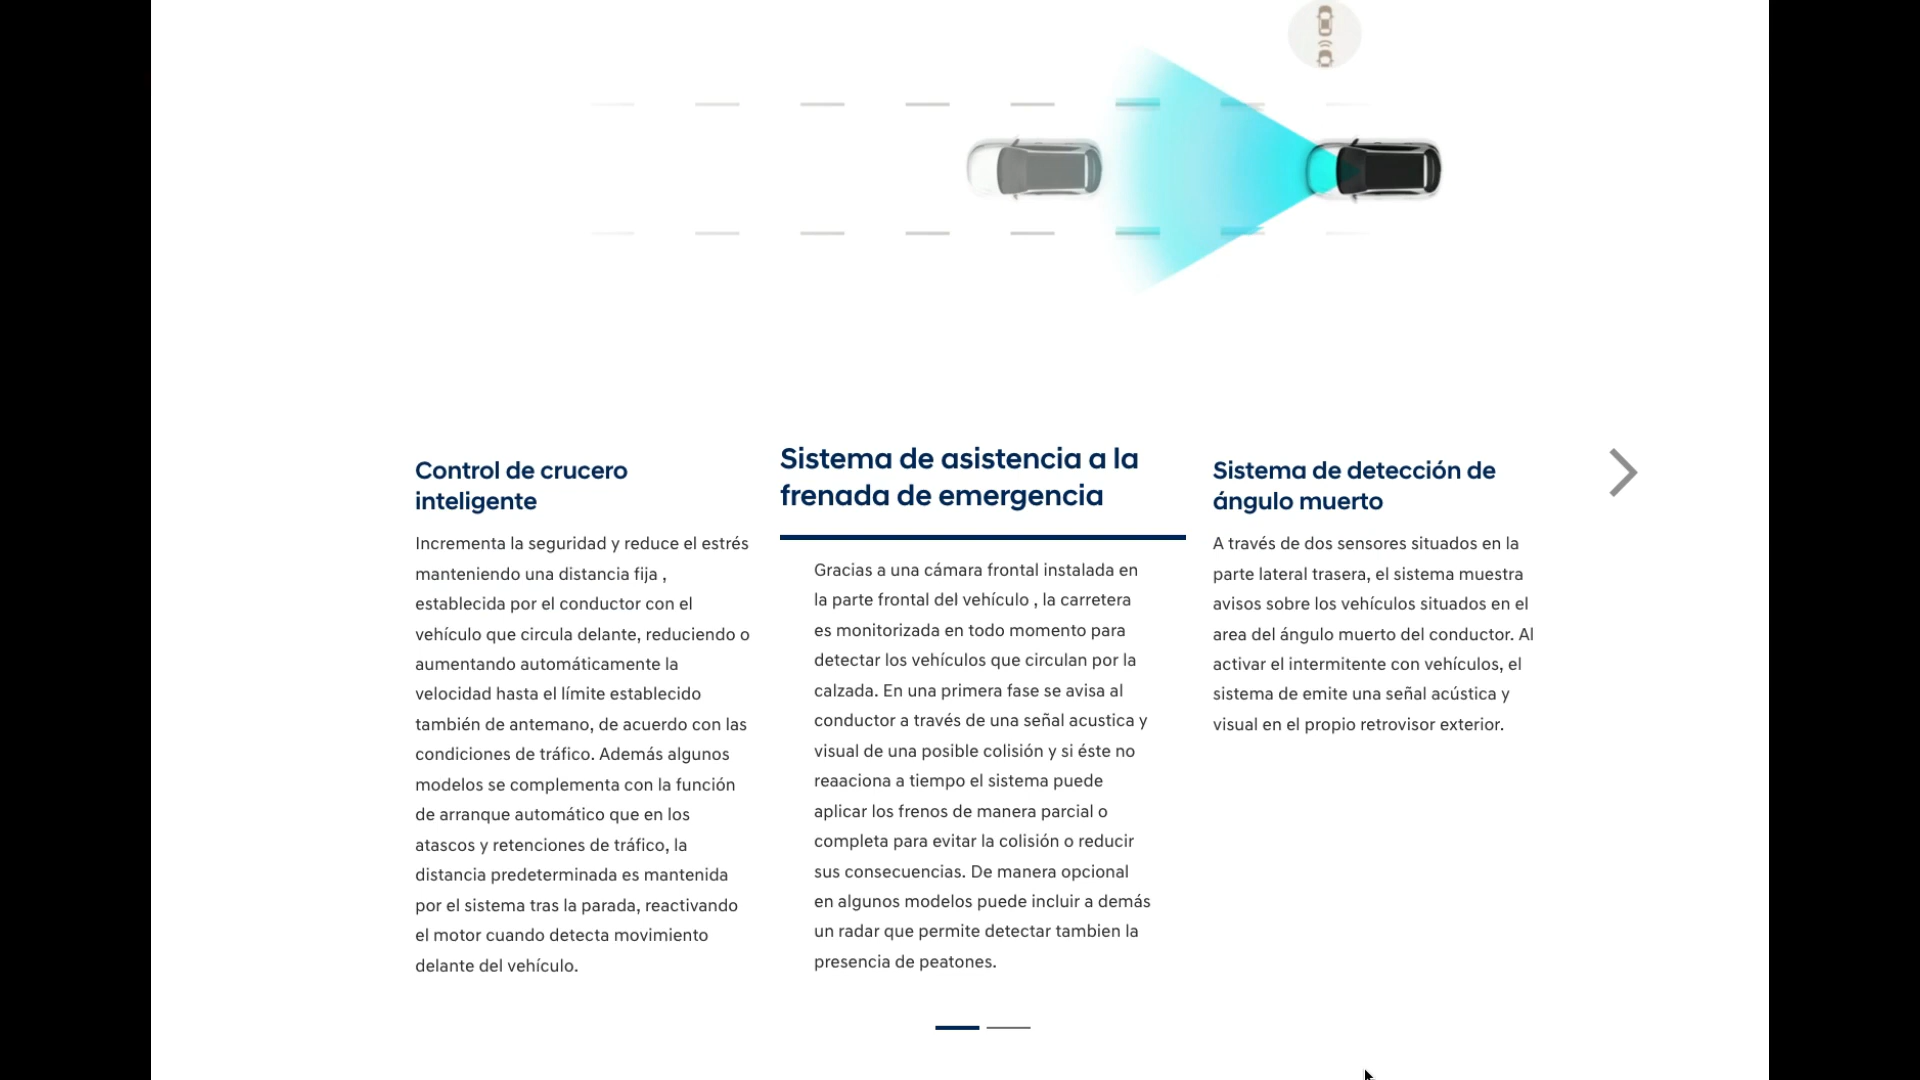 Control de crucero
inteligente
Incrementa la seguridad y reduce el estrés
manteniendo una distancia fija ,
establecida por el conductor con el
vehículo que circula delante, reduciendo o
aumentando automáticamente la
velocidad hasta el límite establecido
también de antemano, de acuerdo con las
condiciones de tráfico. Además algunos
modelos se complementa con la función
de arranque automático que en los
atascos y retenciones de tráfico, la
distancia predeterminada es mantenida
por el sistema tras la parada, reactivando
el motor cuando detecta movimiento
delante del vehículo.
Sistema de asistencia a la
frenada de emergencia
Gracias a una cámara frontal instalada en
la parte frontal del vehículo , la carretera
es monitorizada en todo momento para
detectar los vehículos que circulan por la
calzada. En una primera fase se avisa al
conductor a través de una señal acustica y
visual de una posible colisión y si éste no
reaaciona a tiempo el sistema puede
aplicar los frenos de manera parcial o
completa para evitar la colisión o reducir
sus consecuencias. De manera opcional
en algunos modelos puede incluir a demás
un radar que permite detectar tambien la
presencia de peatones.
Sistema de detección de
ángulo muerto
A través de dos sensores situados en la
parte lateral trasera, el sistema muestra
avisos sobre los vehículos situados en el
area del ángulo muerto del conductor. Al
activar el intermitente con vehículos, el
sistema de emite una señal acústica y
visual en el propio retrovisor exterior.